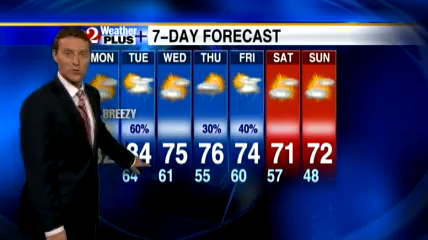 2 Weather PLUS + 7-DAY FORECAST
MON TUE WED THU FRI SAT SUN
BREEZY
60% 30% 40%
84 75 76 74 71 72
64 61 55 60 57 48